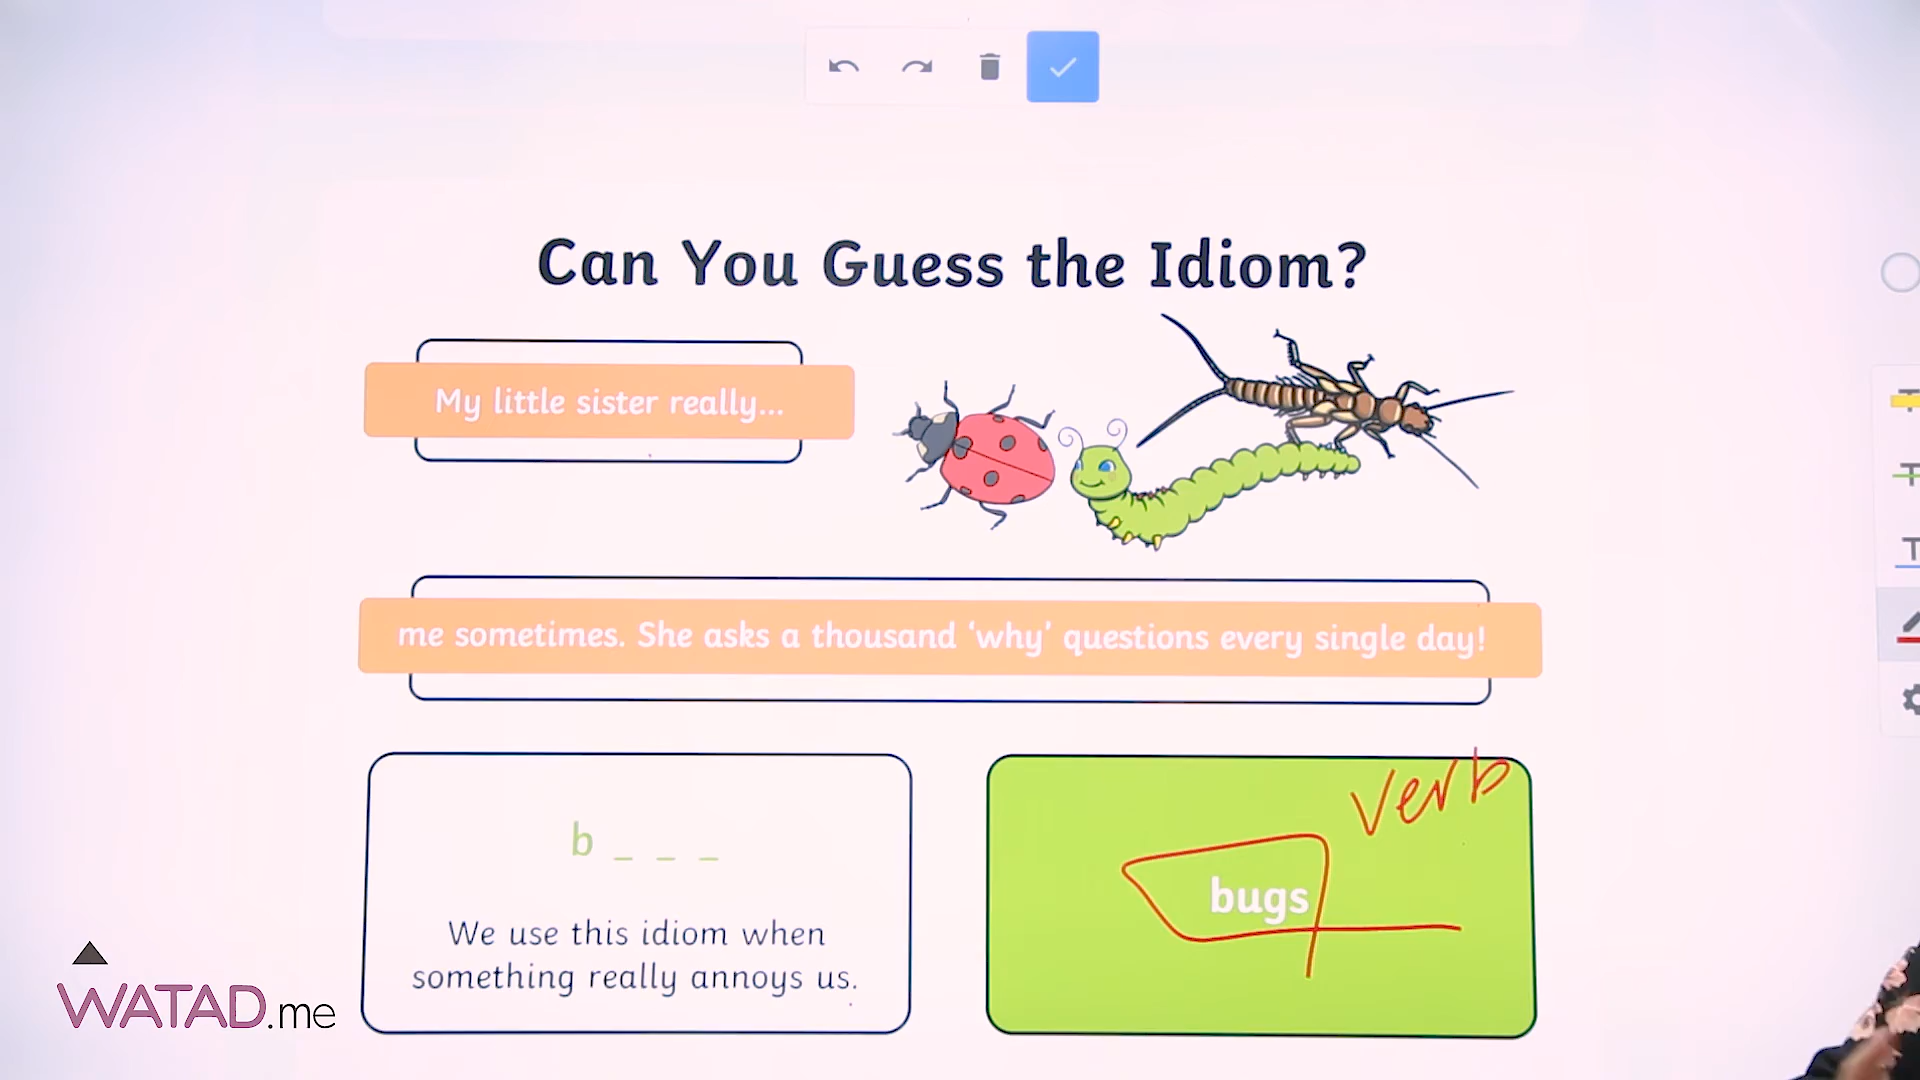 Can You Guess the Idiom?
My little sister really...
me sometimes. She asks a thousand ‘why’ questions every single day!
b _ _ _
We use this idiom when
something really annoys us.
verb
bugs
WATAD.me